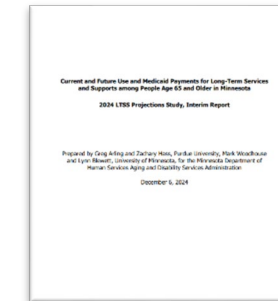 Current and Future Use and Medicaid Payments for Long-Term Services
and Supports among People Age 65 and Older in Minnesota
2024 LTSS Projections Study, Interim Report
Prepared by Greg Arling and Zachary Hass, Purdue University, Mark Woodhouse
and Lynn Blewett, University of Minnesota, for the Minnesota Department of
Human Services Aging and Disability Services Administration
December 6, 2024